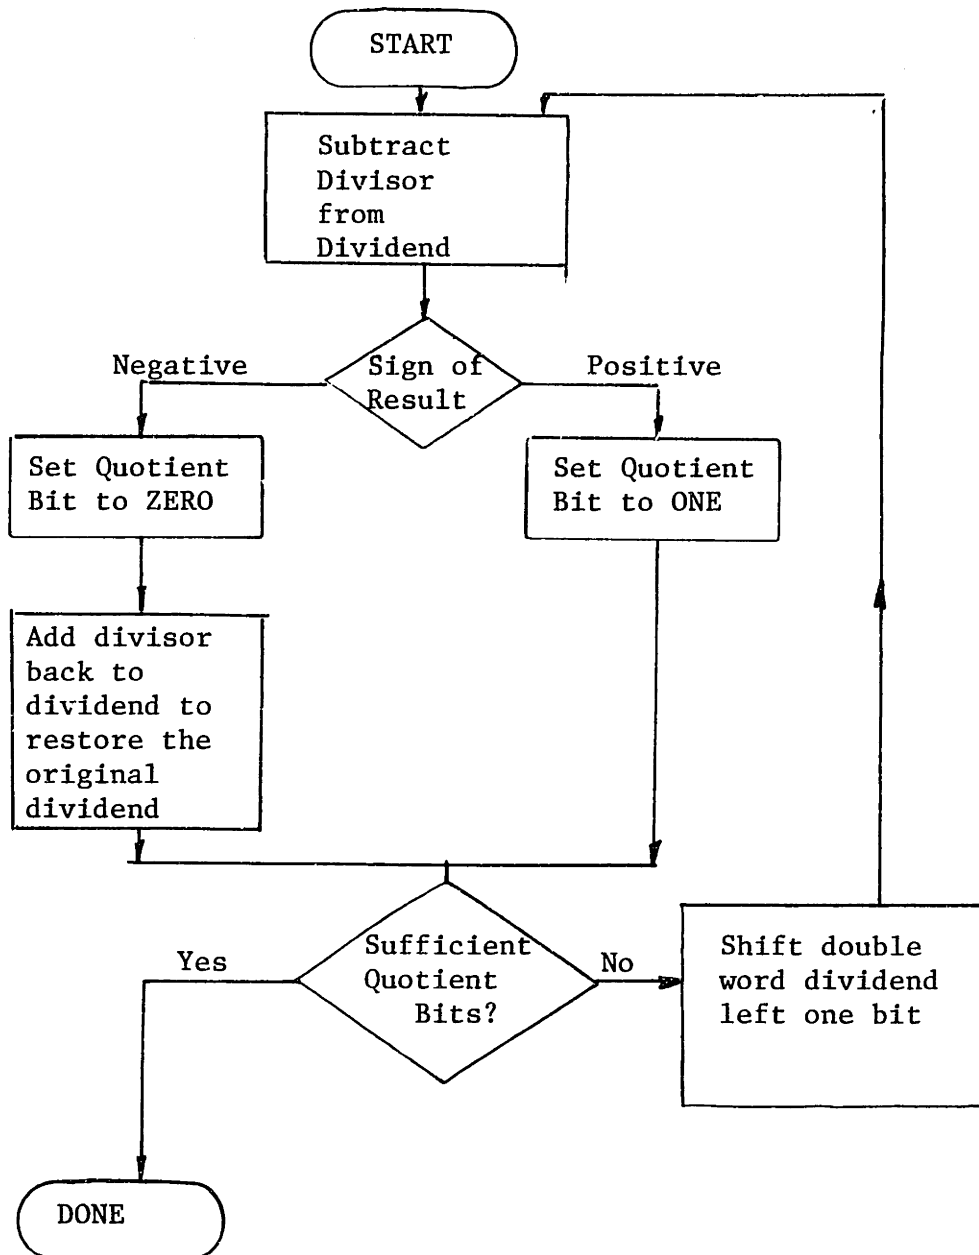 START
Subtract
Divisor
from
Dividend
Sign of
Result
Negative
Positive
Set Quotient
Bit to ZERO
Set Quotient
Bit to ONE
Add divisor
back to
dividend to
restore the
original
dividend
Sufficient
Quotient
Bits?
Yes
No
Shift double
word dividend
left one bit
DONE